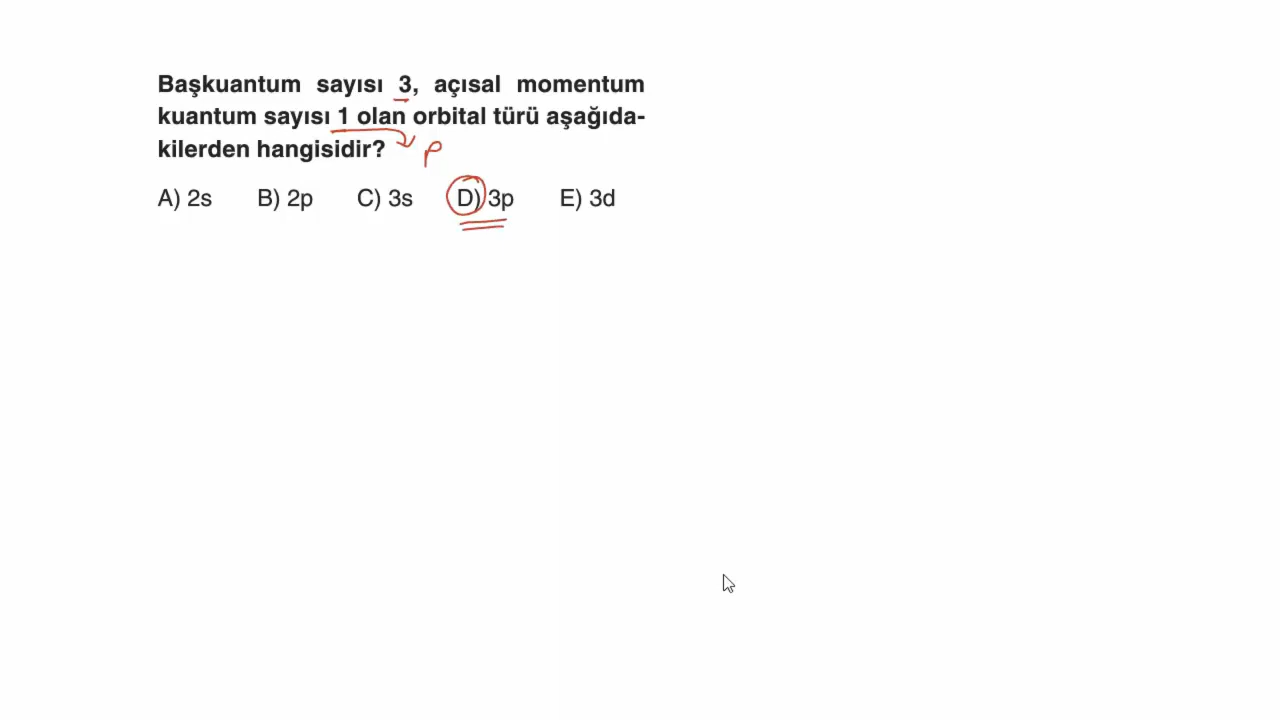 Başkuantum sayısı 3, açısal momentum
kuantum sayısı 1 olan orbital türü aşağıda-
kilerden hangisidir? p
A) 2s B) 2p C) 3s D) 3p E) 3d